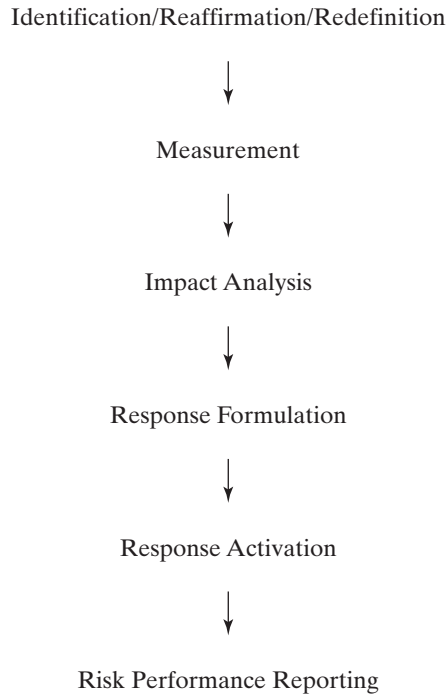 Identification/Reaffirmation/Redefinition
Measurement
Impact Analysis
Response Formulation
Response Activation
Risk Performance Reporting